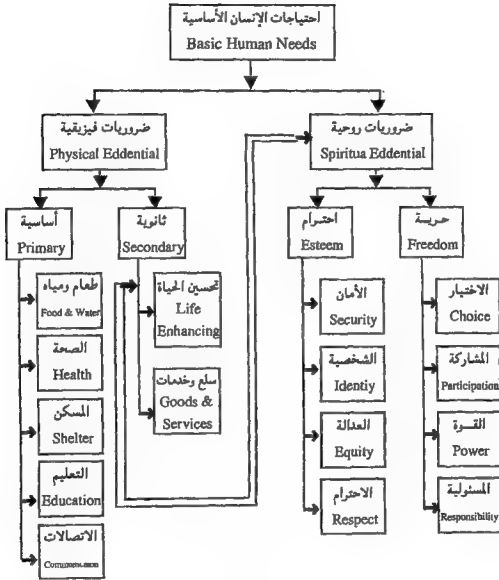 احتياجات الإنسان الأساسية
Basic Human Needs
ضروريات فيزيقية
Physical Eddential
ضروريات روحية
Spiritua Eddential
أساسية
Primary
ثانوية
Secondary
احترام
Esteem
حرية
Freedom
طعام ومياه
Food & Water
الصحة
Health
المسكن
Shelter
التعليم
Education
الاتصالات
تحسين الحياة
Life
Enhancing
سلع وخدمات
Goods &
Services
الأمان
Security
الشخصية
Identiy
العدالة
Equity
الاحترام
Respect
الاختيار
Choice
المشاركة
Participation
القوة
Power
المسئولية
Responsibility